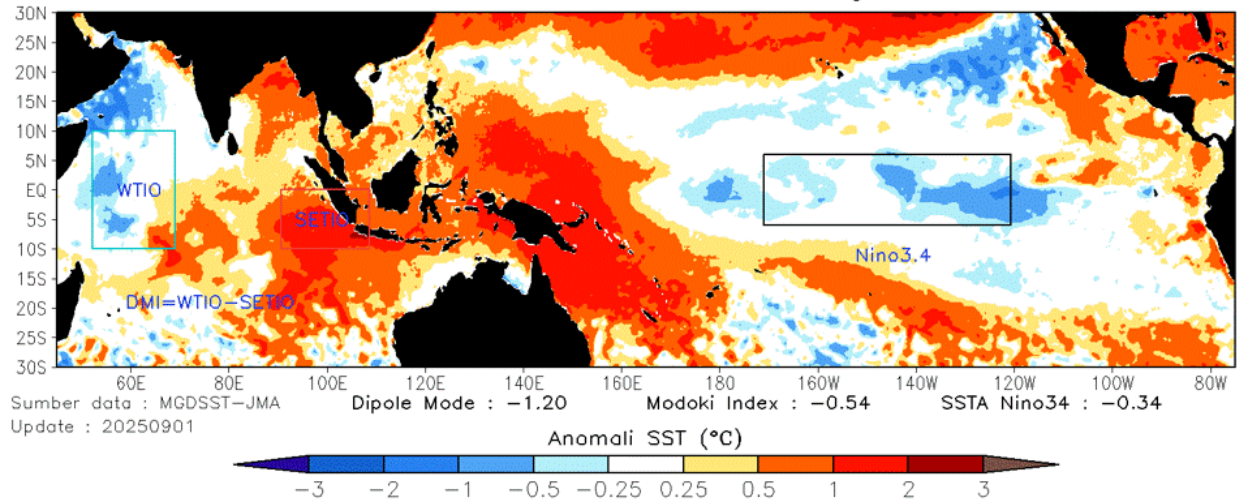 30N
25N
20N
15N
10N
5N
EQ
5S
10S
15S
20S
25S
30S
WTIO
SETIO
Nino3.4
DMI=WTIO−SETIO
60E 80E 100E 120E 140E 160E 180 160W 140W 120W 100W 80W
Sumber data : MGDSST−JMA Dipole Mode : −1.20 Modoki Index : −0.54 SSTA Nino34 : −0.34
Update : 20250901
Anomali SST (°C)
−3 −2 −1 −0.5 −0.25 0.25 0.5 1 2 3